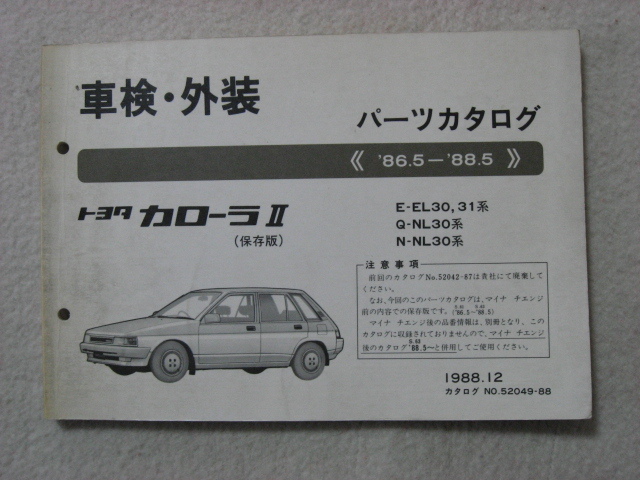 車検・外装
パーツカタログ
《 '86.5－'88.5 》
トヨタ カローラⅡ
(保存版)
E-EL30,31系
Q-NL30系
N-NL30系
注意事項
前回のカタログNo.52042-87は貴社にて廃棄して
ください。
なお、今回のこのパーツカタログは、マイナ チエンジ
前の内容での保存版です。('86.5～'88.5)
マイナ チエンジ後の品番情報は、別冊となり、この
カタログに収録されておりませんので、マイナ チエンジ
後のカタログ'88.5～と併用してご使用ください。
1988.12
カタログ NO.52049-88